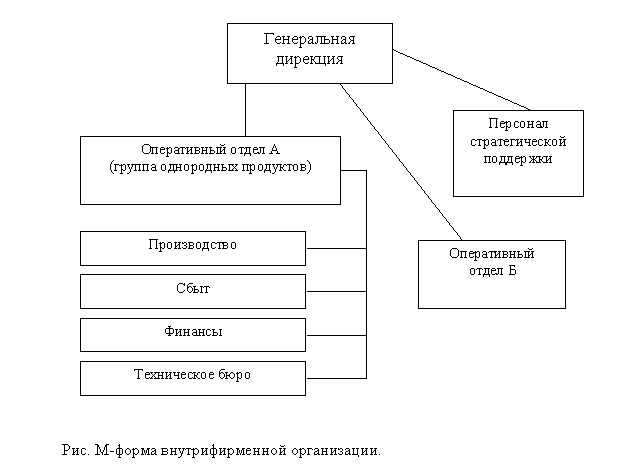 Генеральная
дирекция
Персонал
стратегической
поддержки
Оперативный отдел А
(группа однородных продуктов)
Производство
Оперативный
отдел Б
Сбыт
Финансы
Техническое бюро
Рис. М-форма внутрифирменной организации.